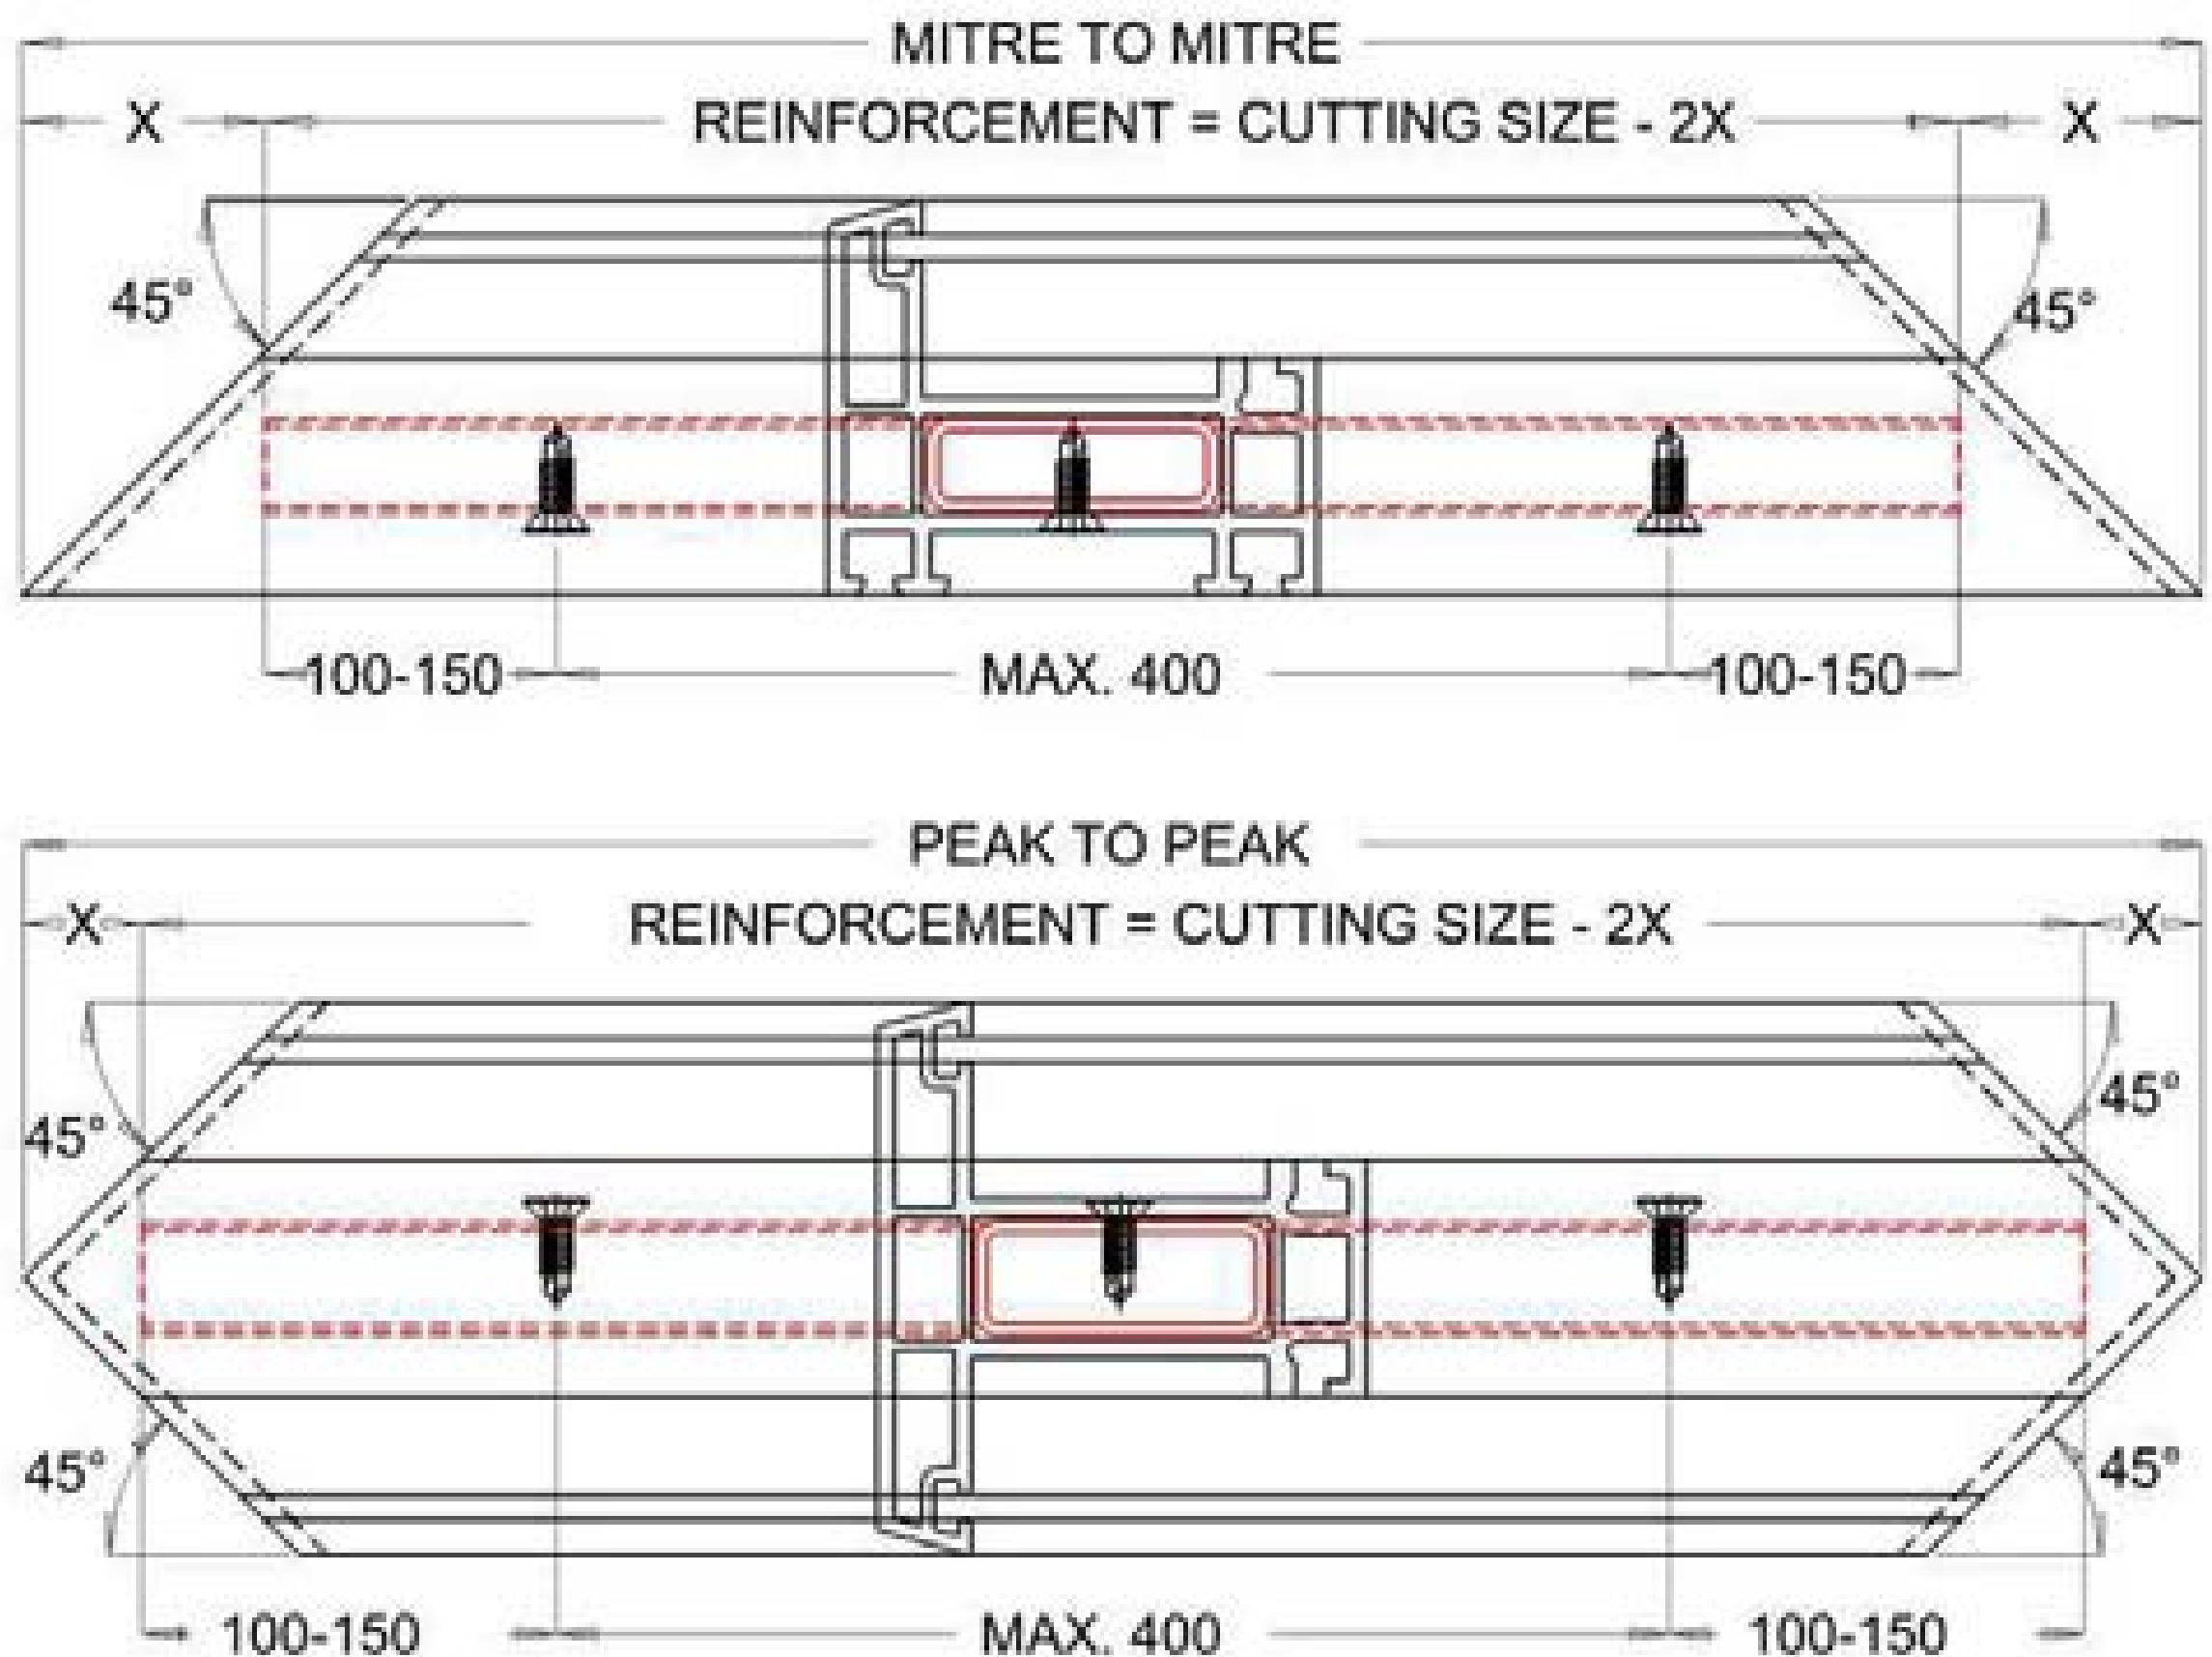 MITRE TO MITRE
X REINFORCEMENT = CUTTING SIZE - 2X X
45° 45°
100-150 MAX. 400 100-150
PEAK TO PEAK
X REINFORCEMENT = CUTTING SIZE - 2X X
45° 45°
45° 45°
100-150 MAX. 400 100-150